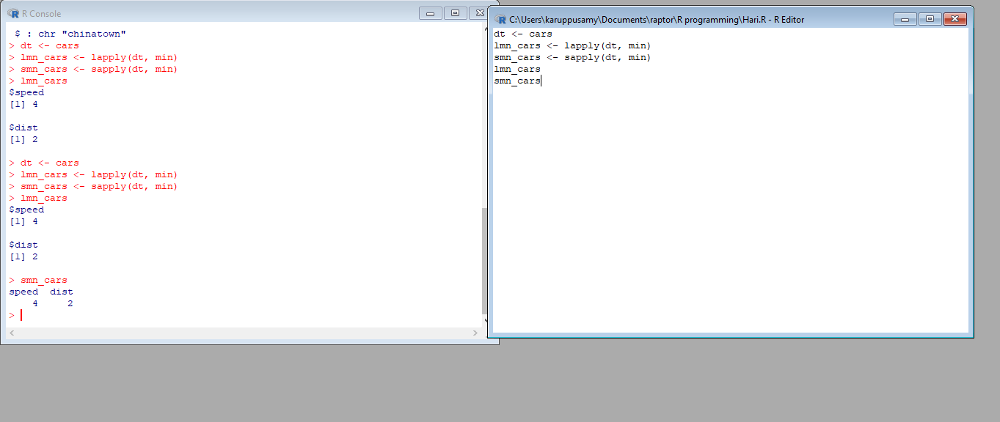 R Console
 $ : chr "chinatown"
> dt <- cars
> lmn_cars <- lapply(dt, min)
> smn_cars <- sapply(dt, min)
> lmn_cars
$speed
[1] 4
$dist
[1] 2
> dt <- cars
> lmn_cars <- lapply(dt, min)
> smn_cars <- sapply(dt, min)
> lmn_cars
$speed
[1] 4
$dist
[1] 2
> smn_cars
speed  dist
    4     2
>
C:\Users\karuppusamy\Documents\raptor\R programming\Hari.R - R Editor
dt <- cars
lmn_cars <- lapply(dt, min)
smn_cars <- sapply(dt, min)
lmn_cars
smn_cars